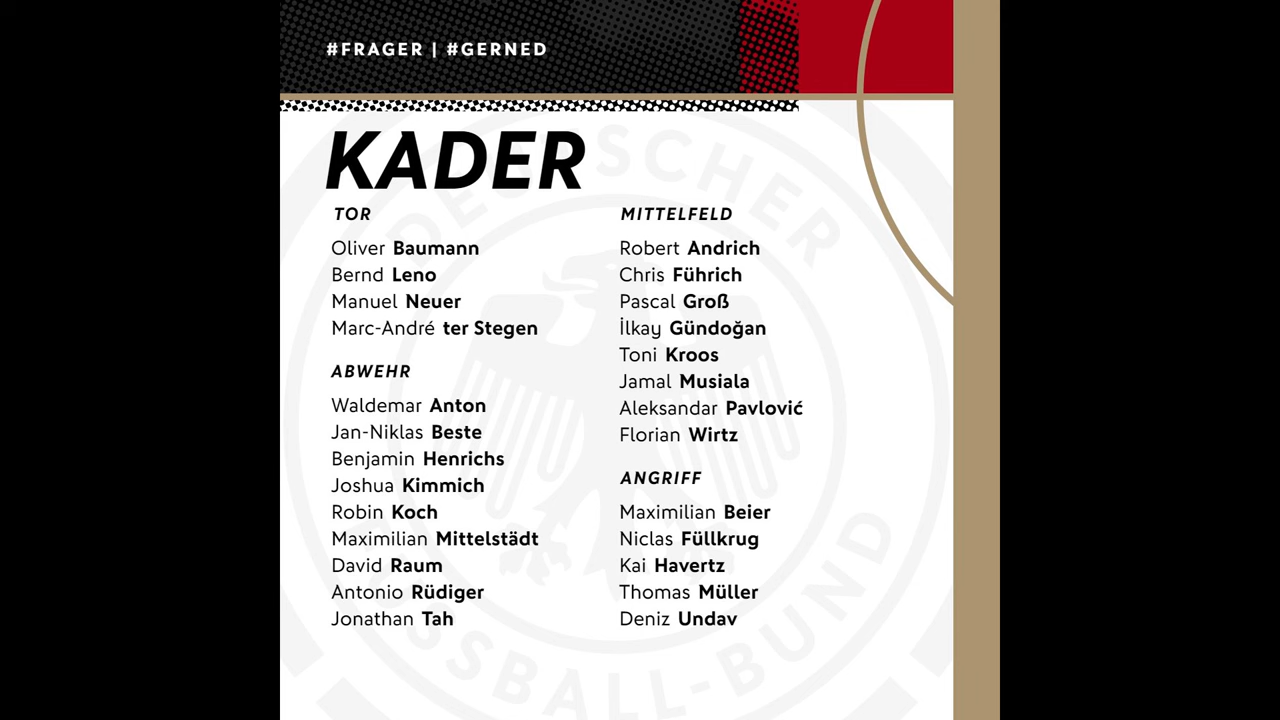 #FRAGER | #GERNED
KADER
TOR
Oliver Baumann
Bernd Leno
Manuel Neuer
Marc-André ter Stegen
ABWEHR
Waldemar Anton
Jan-Niklas Beste
Benjamin Henrichs
Joshua Kimmich
Robin Koch
Maximilian Mittelstädt
David Raum
Antonio Rüdiger
Jonathan Tah
MITTELFELD
Robert Andrich
Chris Führich
Pascal Groß
İlkay Gündoğan
Toni Kroos
Jamal Musiala
Aleksandar Pavlović
Florian Wirtz
ANGRIFF
Maximilian Beier
Niclas Füllkrug
Kai Havertz
Thomas Müller
Deniz Undav
DEUTSCHER
FUSSBALL-BUND